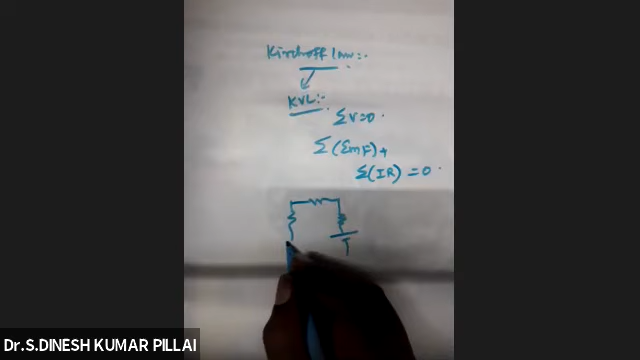 Kirchoff law:-
KVL:-
ΣV=0.
Σ(EmF)+
Σ(IR)=0.
Dr.S.DINESH KUMAR PILLAI